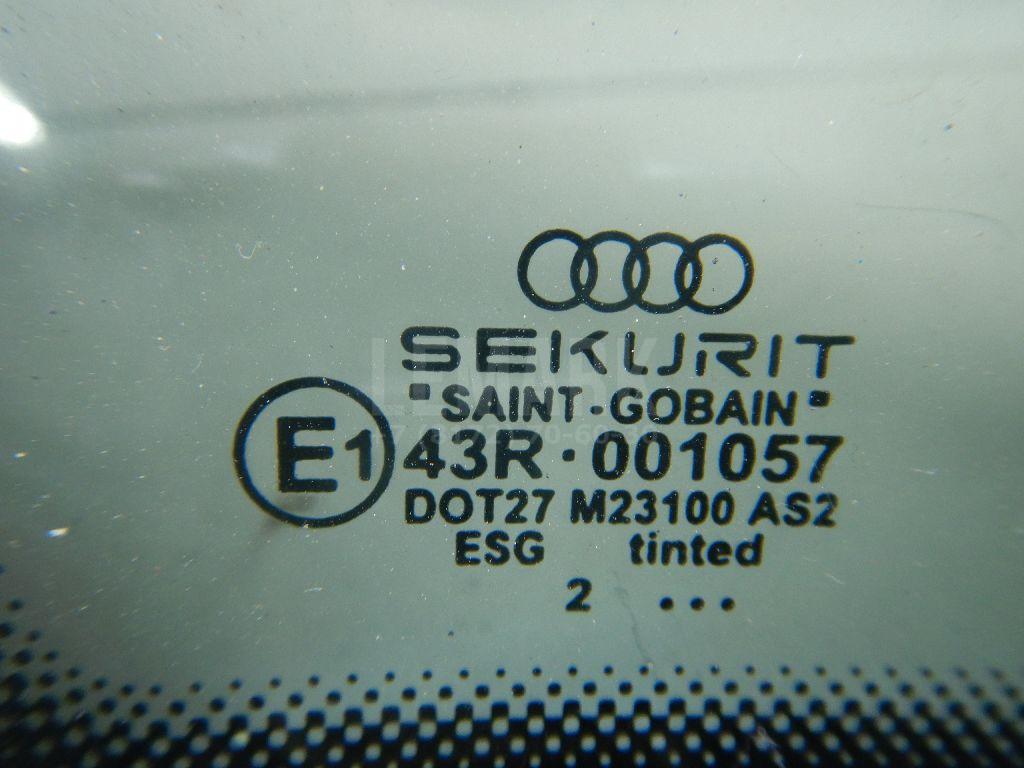 SEKURIT
"SAINT-GOBAIN"
E1 43R·001057
DOT27 M23100 AS2
ESG tinted
2 ...